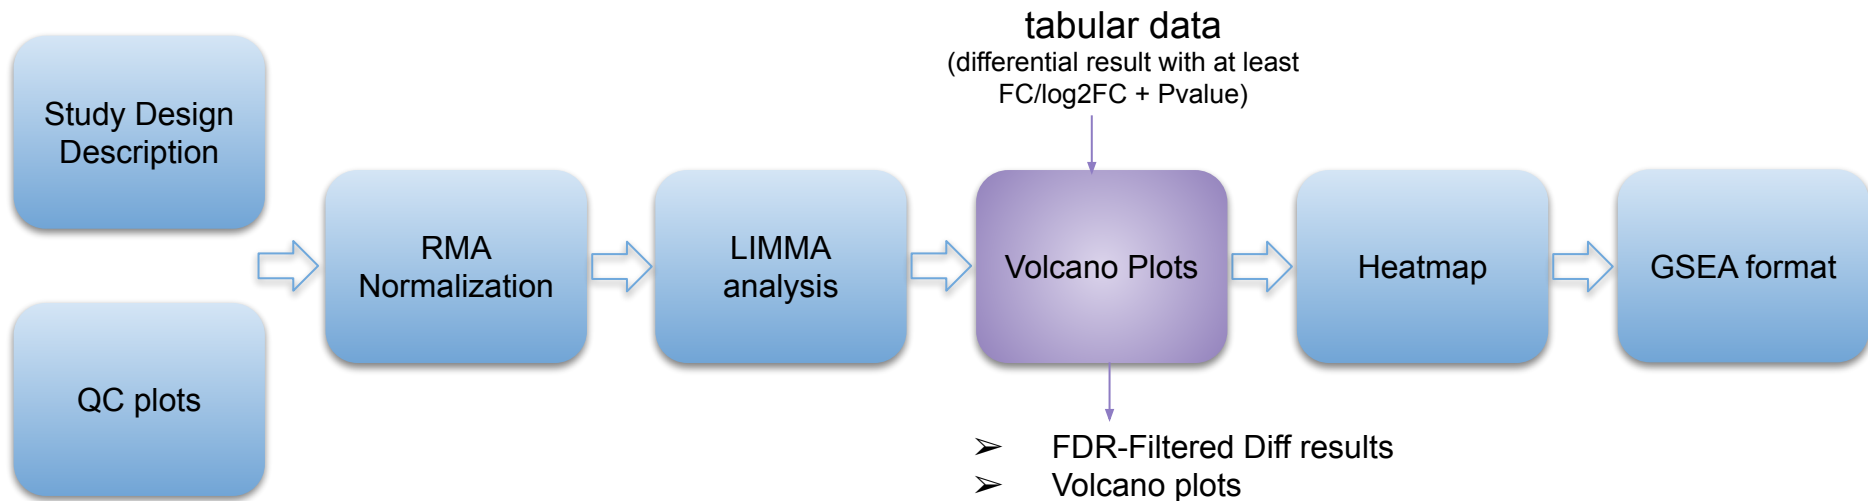 tabular data
(differential result with at least
FC/log2FC + Pvalue)
Study Design
Description
QC plots
RMA
Normalization
LIMMA
analysis
Volcano Plots
Heatmap
GSEA format
➢ FDR-Filtered Diff results
➢ Volcano plots